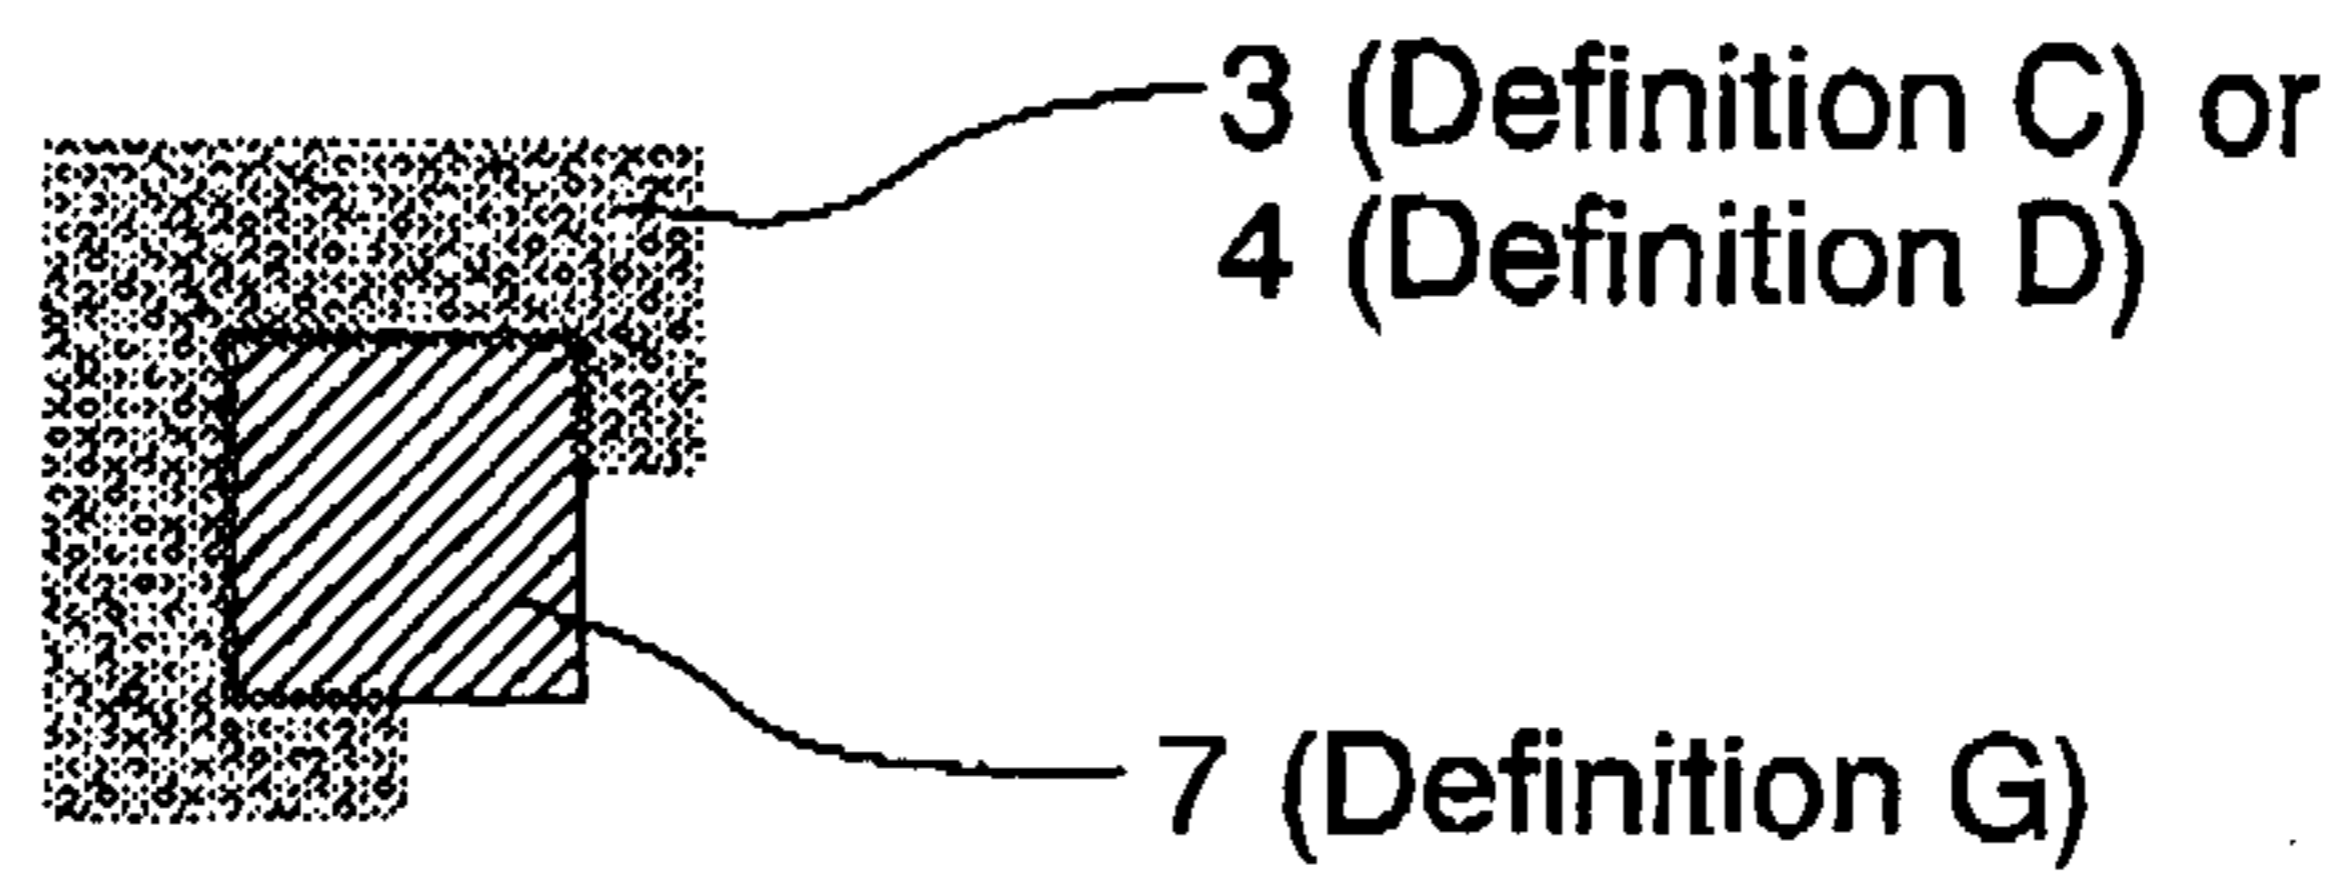 3 (Definition C) or
4 (Definition D)
7 (Definition G)